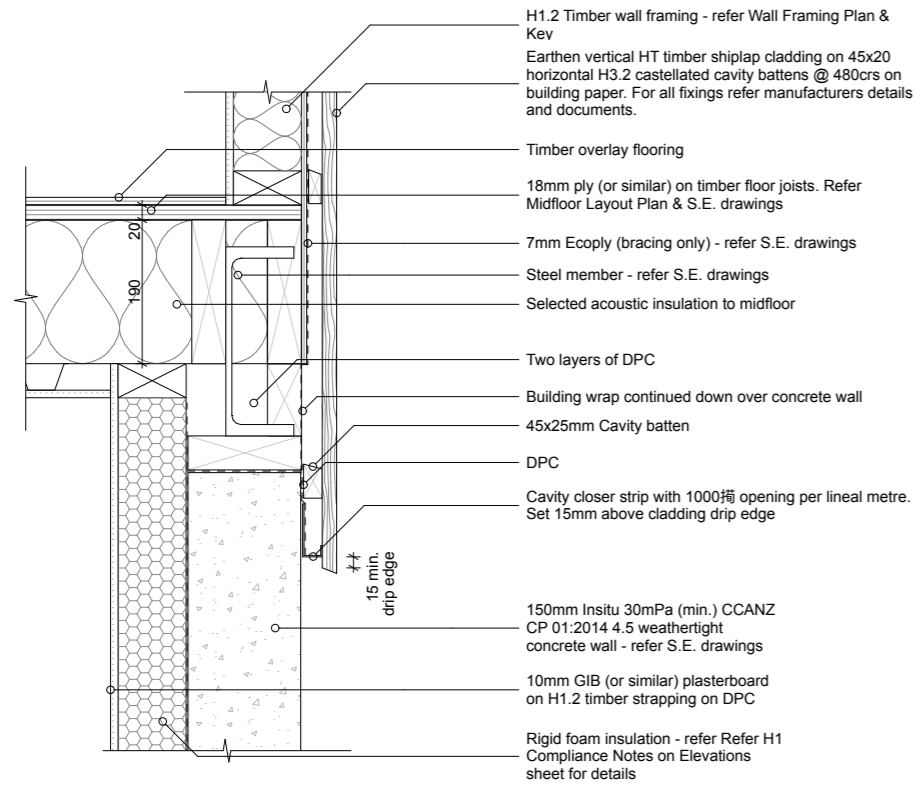 H1.2 Timber wall framing - refer Wall Framing Plan &
Key
Earthen vertical HT timber shiplap cladding on 45x20
horizontal H3.2 castellated cavity battens @ 480crs on
building paper. For all fixings refer manufacturers details
and documents.
Timber overlay flooring
18mm ply (or similar) on timber floor joists. Refer
Midfloor Layout Plan & S.E. drawings
20
7mm Ecoply (bracing only) - refer S.E. drawings
Steel member - refer S.E. drawings
190
Selected acoustic insulation to midfloor
Two layers of DPC
Building wrap continued down over concrete wall
45x25mm Cavity batten
DPC
Cavity closer strip with 1000㨃 opening per lineal metre.
Set 15mm above cladding drip edge
15 min.
drip edge
150mm Insitu 30mPa (min.) CCANZ
CP 01:2014 4.5 weathertight
concrete wall - refer S.E. drawings
10mm GIB (or similar) plasterboard
on H1.2 timber strapping on DPC
Rigid foam insulation - refer Refer H1
Compliance Notes on Elevations
sheet for details